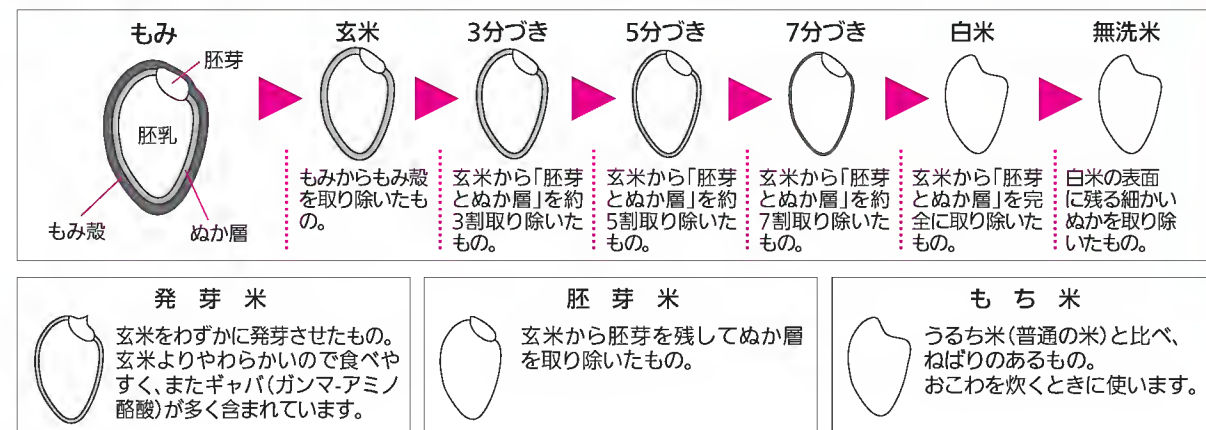 もみ
胚芽
胚乳
もみ殻
ぬか層
玄米
もみからもみ殻
を取り除いたも
の。
3分づき
玄米から「胚芽
とぬか層」を約
3割取り除いた
もの。
5分づき
玄米から「胚芽
とぬか層」を約
5割取り除いた
もの。
7分づき
玄米から「胚芽
とぬか層」を約
7割取り除いた
もの。
白米
玄米から「胚芽
とぬか層」を完
全に取り除いた
もの。
無洗米
白米の表面
に残る細かい
ぬかを取り除
いたもの。
発芽米
玄米をわずかに発芽させたもの。
玄米よりやわらかいので食べや
すく、またギャバ(ガンマ-アミノ
酪酸)が多く含まれています。
胚芽米
玄米から胚芽を残してぬか層
を取り除いたもの。
もち米
うるち米(普通の米)と比べ、
ねばりのあるもの。
おこわを炊くときに使います。